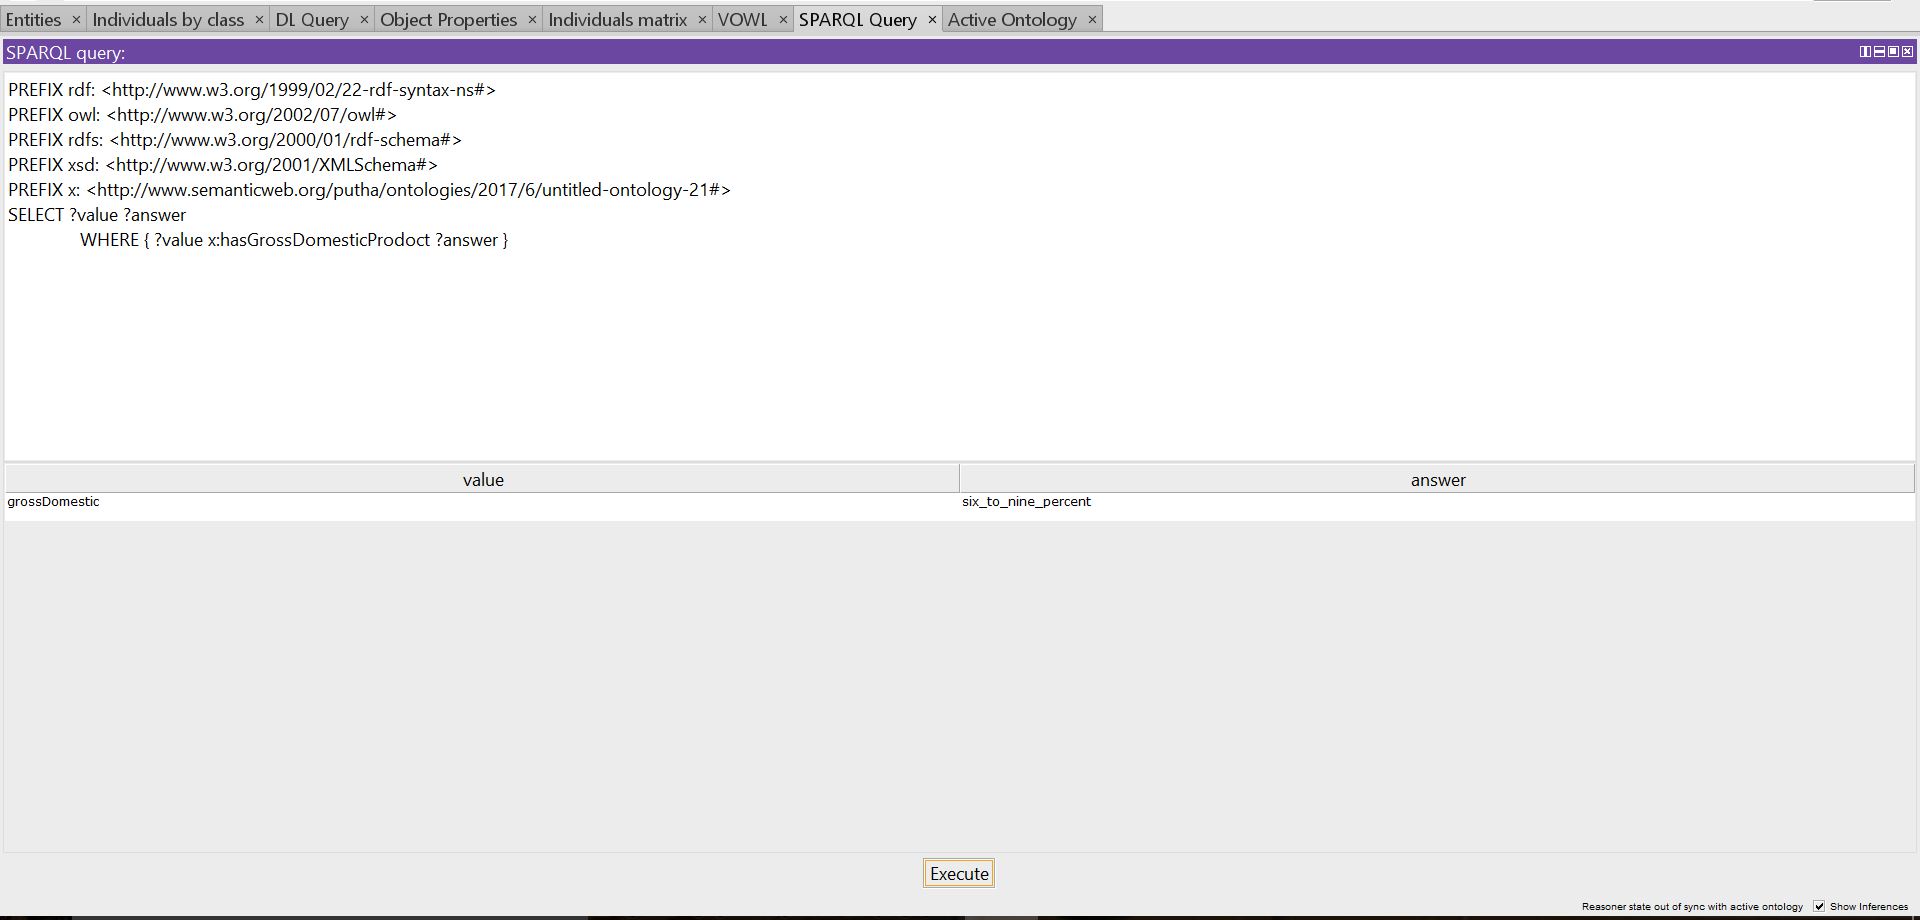 Entities × Individuals by class × DL Query × Object Properties × Individuals matrix × VOWL × SPARQL Query × Active Ontology ×
SPARQL query:
PREFIX rdf: <http://www.w3.org/1999/02/22-rdf-syntax-ns#>
PREFIX owl: <http://www.w3.org/2002/07/owl#>
PREFIX rdfs: <http://www.w3.org/2000/01/rdf-schema#>
PREFIX xsd: <http://www.w3.org/2001/XMLSchema#>
PREFIX x: <http://www.semanticweb.org/putha/ontologies/2017/6/untitled-ontology-21#>
SELECT ?value ?answer
WHERE { ?value x:hasGrossDomesticProdoct ?answer }
value answer
grossDomestic six_to_nine_percent
Execute
Reasoner state out of sync with active ontology Show Inferences